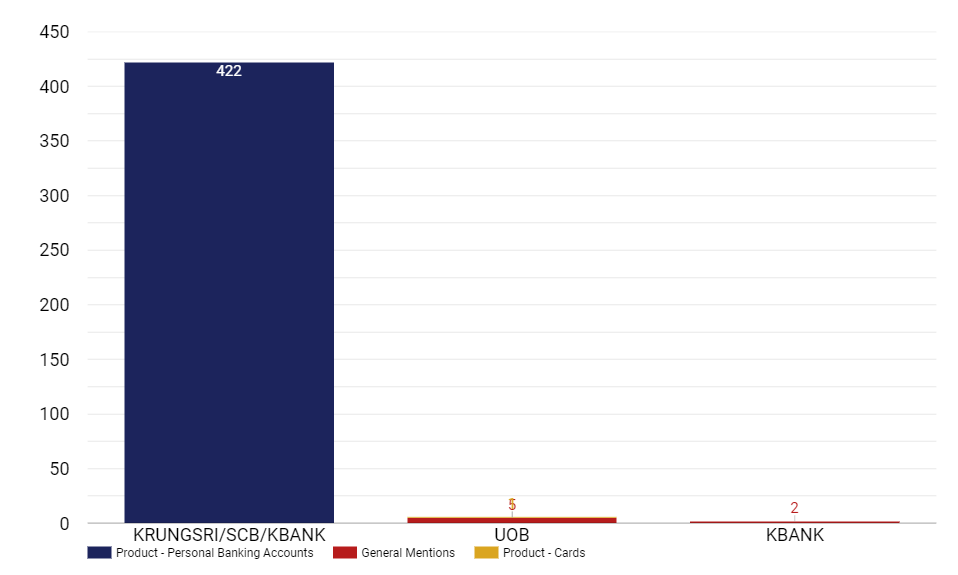 450
400
422
350
300
250
200
150
100
50
0
5
2
KRUNGSRI/SCB/KBANK
UOB
KBANK
Product - Personal Banking Accounts
General Mentions
Product - Cards